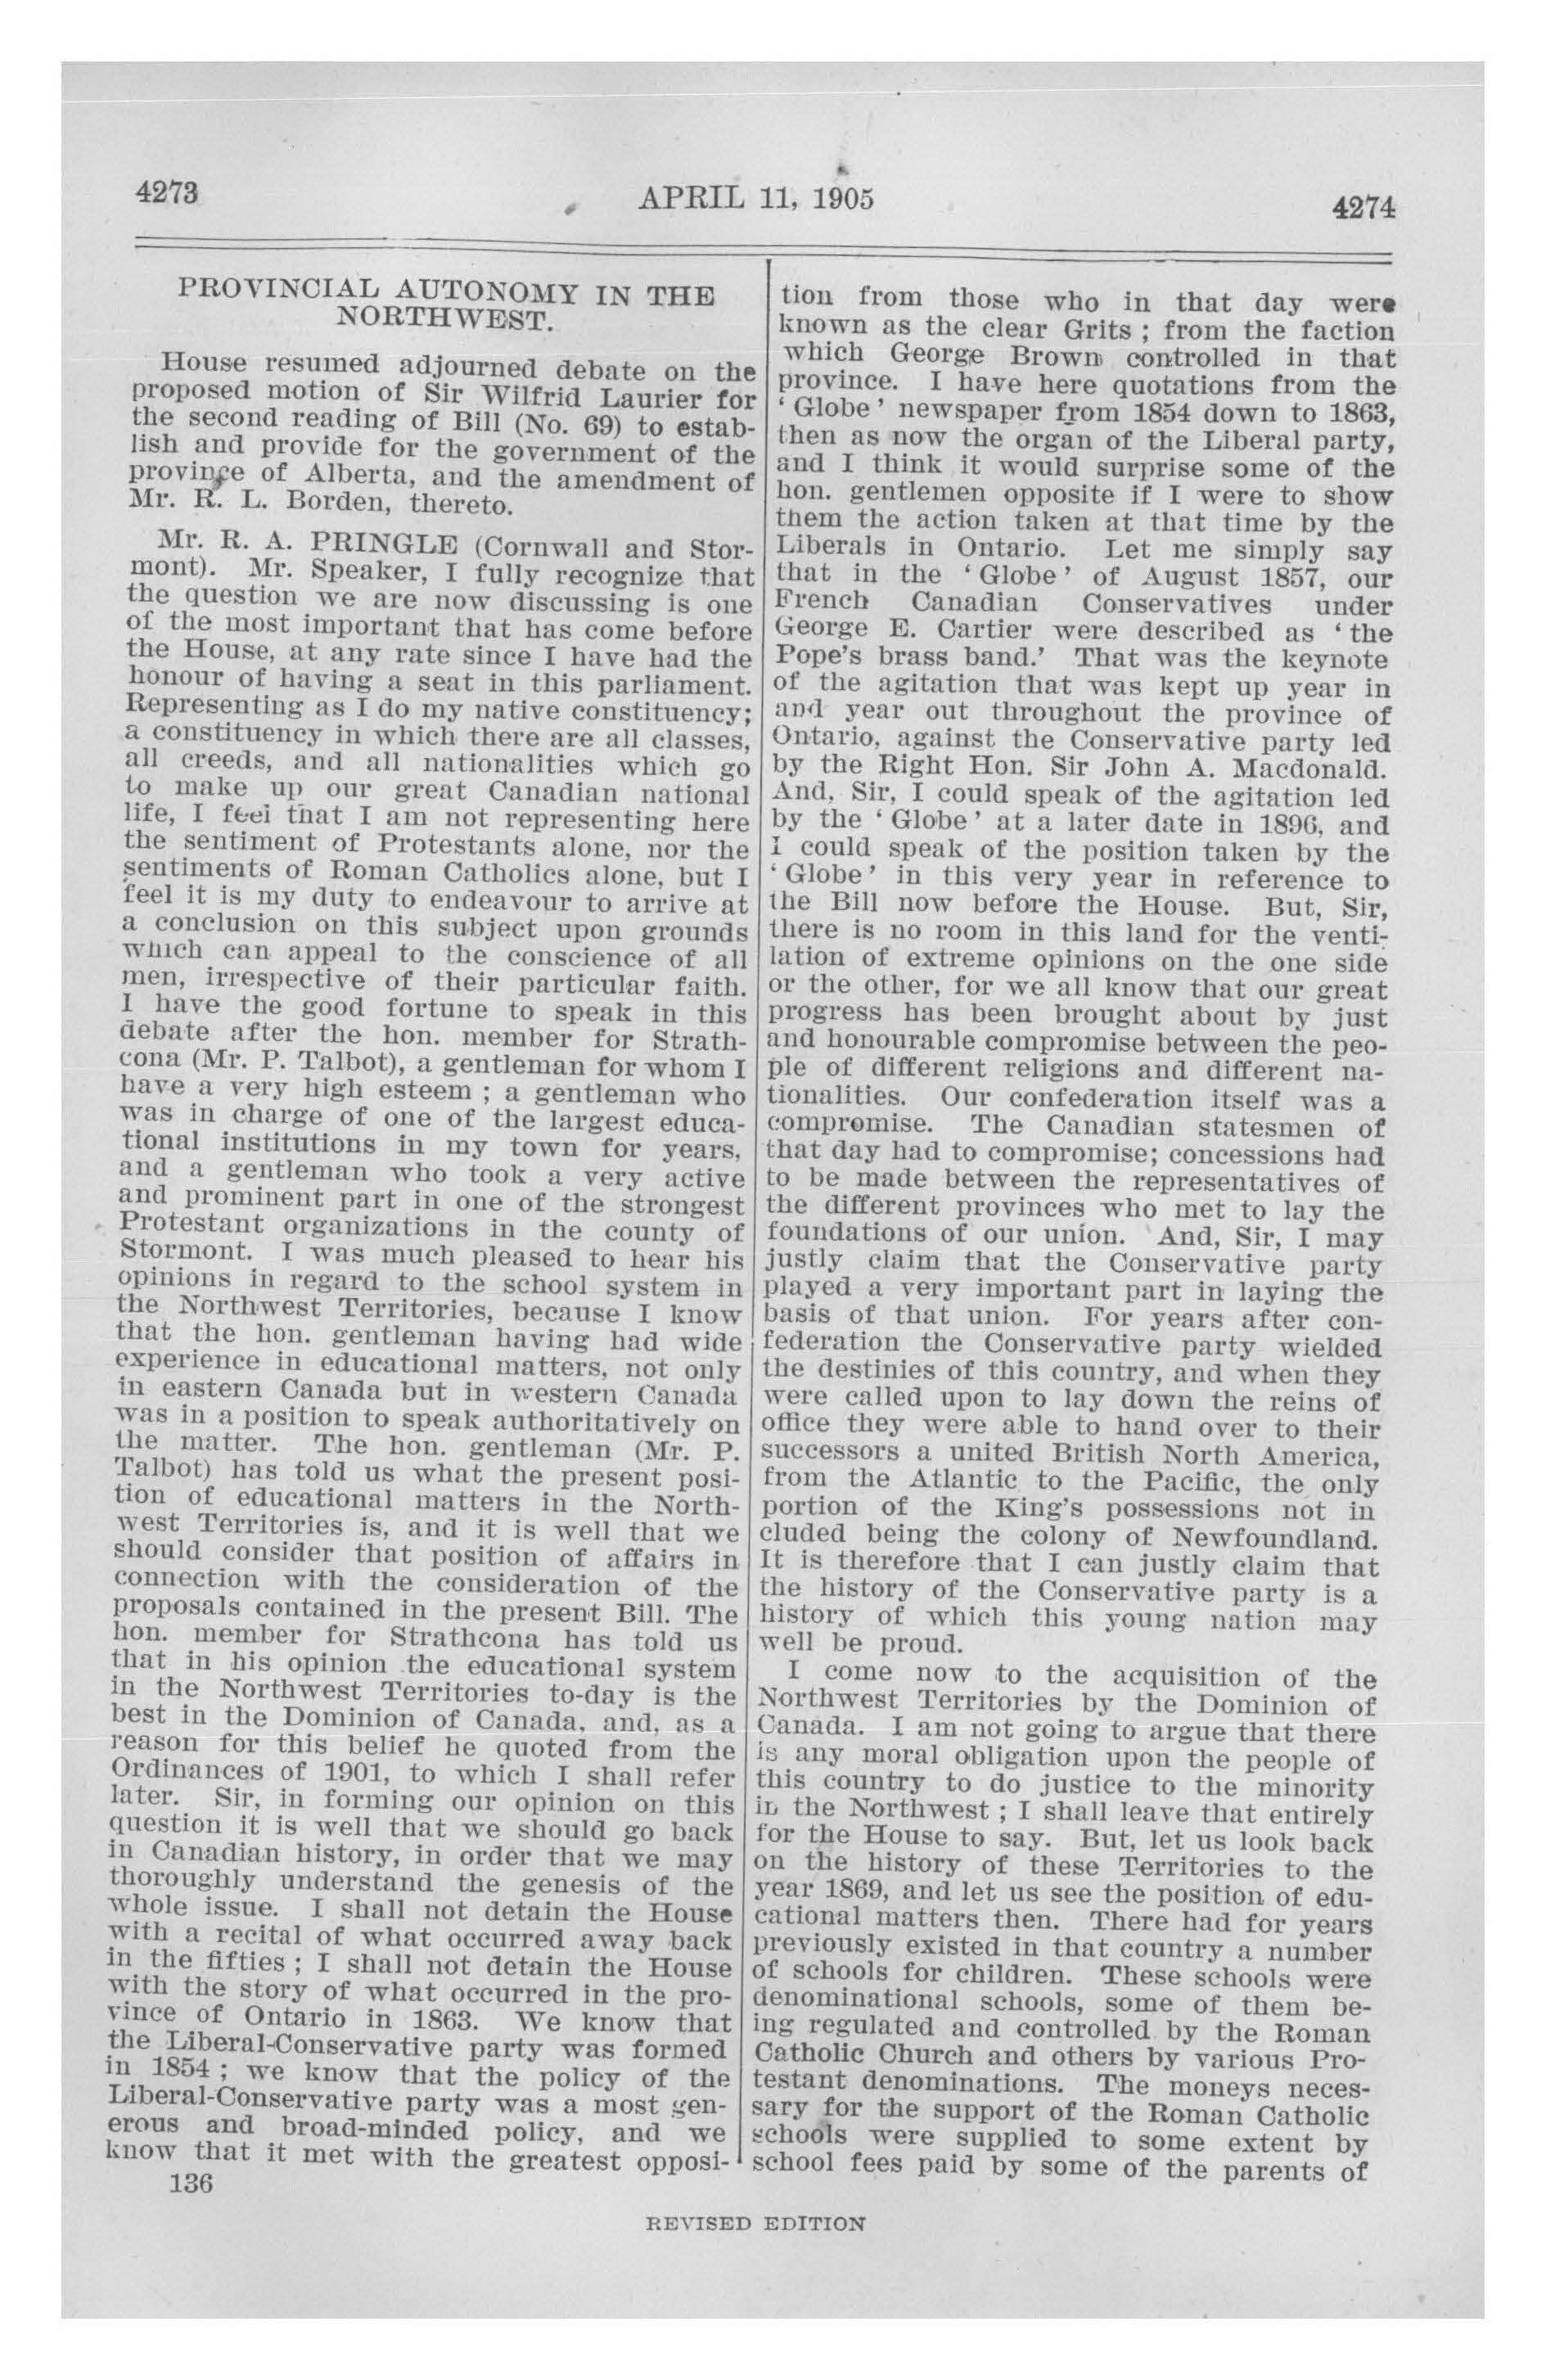 4273
APRIL 11, 1905
4274
PROVINCIAL AUTONOMY IN THE
NORTHWEST.
House resumed adjourned debate on the
proposed motion of Sir Wilfrid Laurier for
the second reading of Bill (No. 69) to estab-
lish and provide for the government of the
province of Alberta, and the amendment of
Mr. R. L. Borden, thereto.
Mr. R. A. PRINGLE (Cornwall and Stor-
mont). Mr. Speaker, I fully recognize that
the question we are now discussing is one
of the most important that has come before
the House, at any rate since I have had the
honour of having a seat in this parliament.
Representing as I do my native constituency;
a constituency in which there are all classes,
all creeds, and all nationalities which go
to make up our great Canadian national
life, I feel that I am not representing here
the sentiment of Protestants alone, nor the
sentiments of Roman Catholics alone, but I
feel it is my duty to endeavour to arrive at
a conclusion on this subject upon grounds
which can appeal to the conscience of all
men, irrespective of their particular faith.
I have the good fortune to speak in this
debate after the hon. member for Strath-
cona (Mr. P. Talbot), a gentleman for whom I
have a very high esteem ; a gentleman who
was in charge of one of the largest educa-
tional institutions in my town for years,
and a gentleman who took a very active
and prominent part in one of the strongest
Protestant organizations in the county of
Stormont. I was much pleased to hear his
opinions in regard to the school system in
the Northwest Territories, because I know
that the hon. gentleman having had wide
experience in educational matters, not only
in eastern Canada but in western Canada
was in a position to speak authoritatively on
the matter. The hon. gentleman (Mr. P.
Talbot) has told us what the present posi-
tion of educational matters in the North-
west Territories is, and it is well that we
should consider that position of affairs in
connection with the consideration of the
proposals contained in the present Bill. The
hon. member for Strathcona has told us
that in his opinion the educational system
in the Northwest Territories to-day is the
best in the Dominion of Canada, and, as a
reason for this belief he quoted from the
Ordinances of 1901, to which I shall refer
later. Sir, in forming our opinion on this
question it is well that we should go back
in Canadian history, in order that we may
thoroughly understand the genesis of the
whole issue. I shall not detain the House
with a recital of what occurred away back
in the fifties ; I shall not detain the House
with the story of what occurred in the pro-
vince of Ontario in 1863. We know that
the Liberal-Conservative party was formed
in 1854 ; we know that the policy of the
Liberal-Conservative party was a most gen-
erous and broad-minded policy, and we
know that it met with the greatest opposi-
136
tion from those who in that day were
known as the clear Grits ; from the faction
which George Brown controlled in that
province. I have here quotations from the
' Globe ' newspaper from 1854 down to 1863,
then as now the organ of the Liberal party,
and I think it would surprise some of the
hon. gentlemen opposite if I were to show
them the action taken at that time by the
Liberals in Ontario. Let me simply say
that in the ' Globe ' of August 1857, our
French Canadian Conservatives under
George E. Cartier were described as ' the
Pope's brass band.' That was the keynote
of the agitation that was kept up year in
and year out throughout the province of
Ontario, against the Conservative party led
by the Right Hon. Sir John A. Macdonald.
And, Sir, I could speak of the agitation led
by the ' Globe ' at a later date in 1896, and
I could speak of the position taken by the
' Globe ' in this very year in reference to
the Bill now before the House. But, Sir,
there is no room in this land for the venti-
lation of extreme opinions on the one side
or the other, for we all know that our great
progress has been brought about by just
and honourable compromise between the peo-
ple of different religions and different na-
tionalities. Our confederation itself was a
compromise. The Canadian statesmen of
that day had to compromise; concessions had
to be made between the representatives of
the different provinces who met to lay the
foundations of our union. And, Sir, I may
justly claim that the Conservative party
played a very important part in laying the
basis of that union. For years after con-
federation the Conservative party wielded
the destinies of this country, and when they
were called upon to lay down the reins of
office they were able to hand over to their
successors a united British North America,
from the Atlantic to the Pacific, the only
portion of the King's possessions not in
cluded being the colony of Newfoundland.
It is therefore that I can justly claim that
the history of the Conservative party is a
history of which this young nation may
well be proud.
I come now to the acquisition of the
Northwest Territories by the Dominion of
Canada. I am not going to argue that there
is any moral obligation upon the people of
this country to do justice to the minority
in the Northwest ; I shall leave that entirely
for the House to say. But, let us look back
on the history of these Territories to the
year 1869, and let us see the position of edu-
cational matters then. There had for years
previously existed in that country a number
of schools for children. These schools were
denominational schools, some of them be-
ing regulated and controlled by the Roman
Catholic Church and others by various Pro-
testant denominations. The moneys neces-
sary for the support of the Roman Catholic
schools were supplied to some extent by
school fees paid by some of the parents of
REVISED EDITION